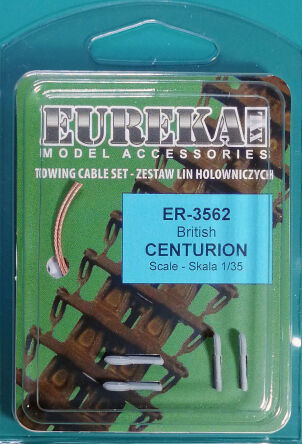 EUREKA XXL
MODEL ACCESSORIES
TOWING CABLE SET - ZESTAW LIN HOLOWNICZYCH
ER-3562
British
CENTURION
Scale - Skala 1/35